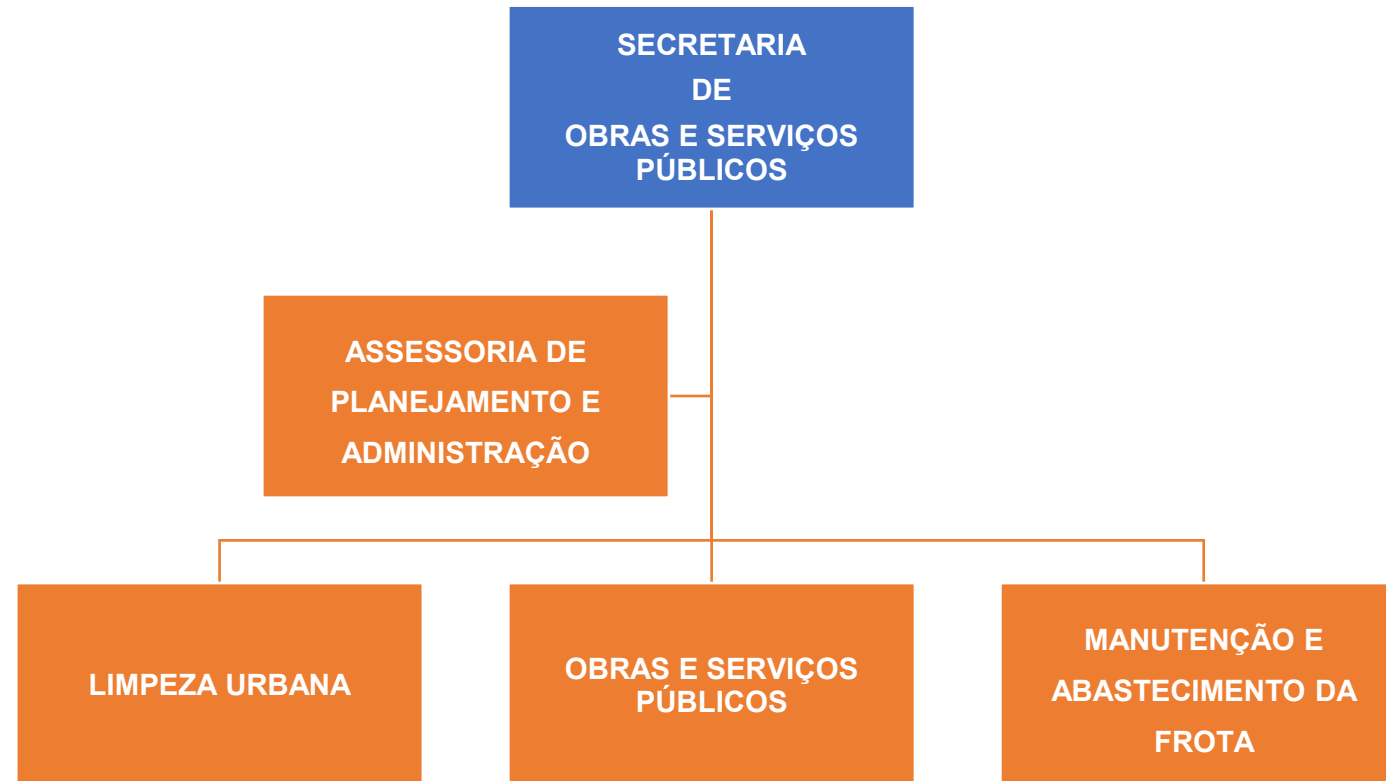 SECRETARIA
DE
OBRAS E SERVIÇOS
PÚBLICOS
ASSESSORIA DE
PLANEJAMENTO E
ADMINISTRAÇÃO
LIMPEZA URBANA
OBRAS E SERVIÇOS
PÚBLICOS
MANUTENÇÃO E
ABASTECIMENTO DA
FROTA